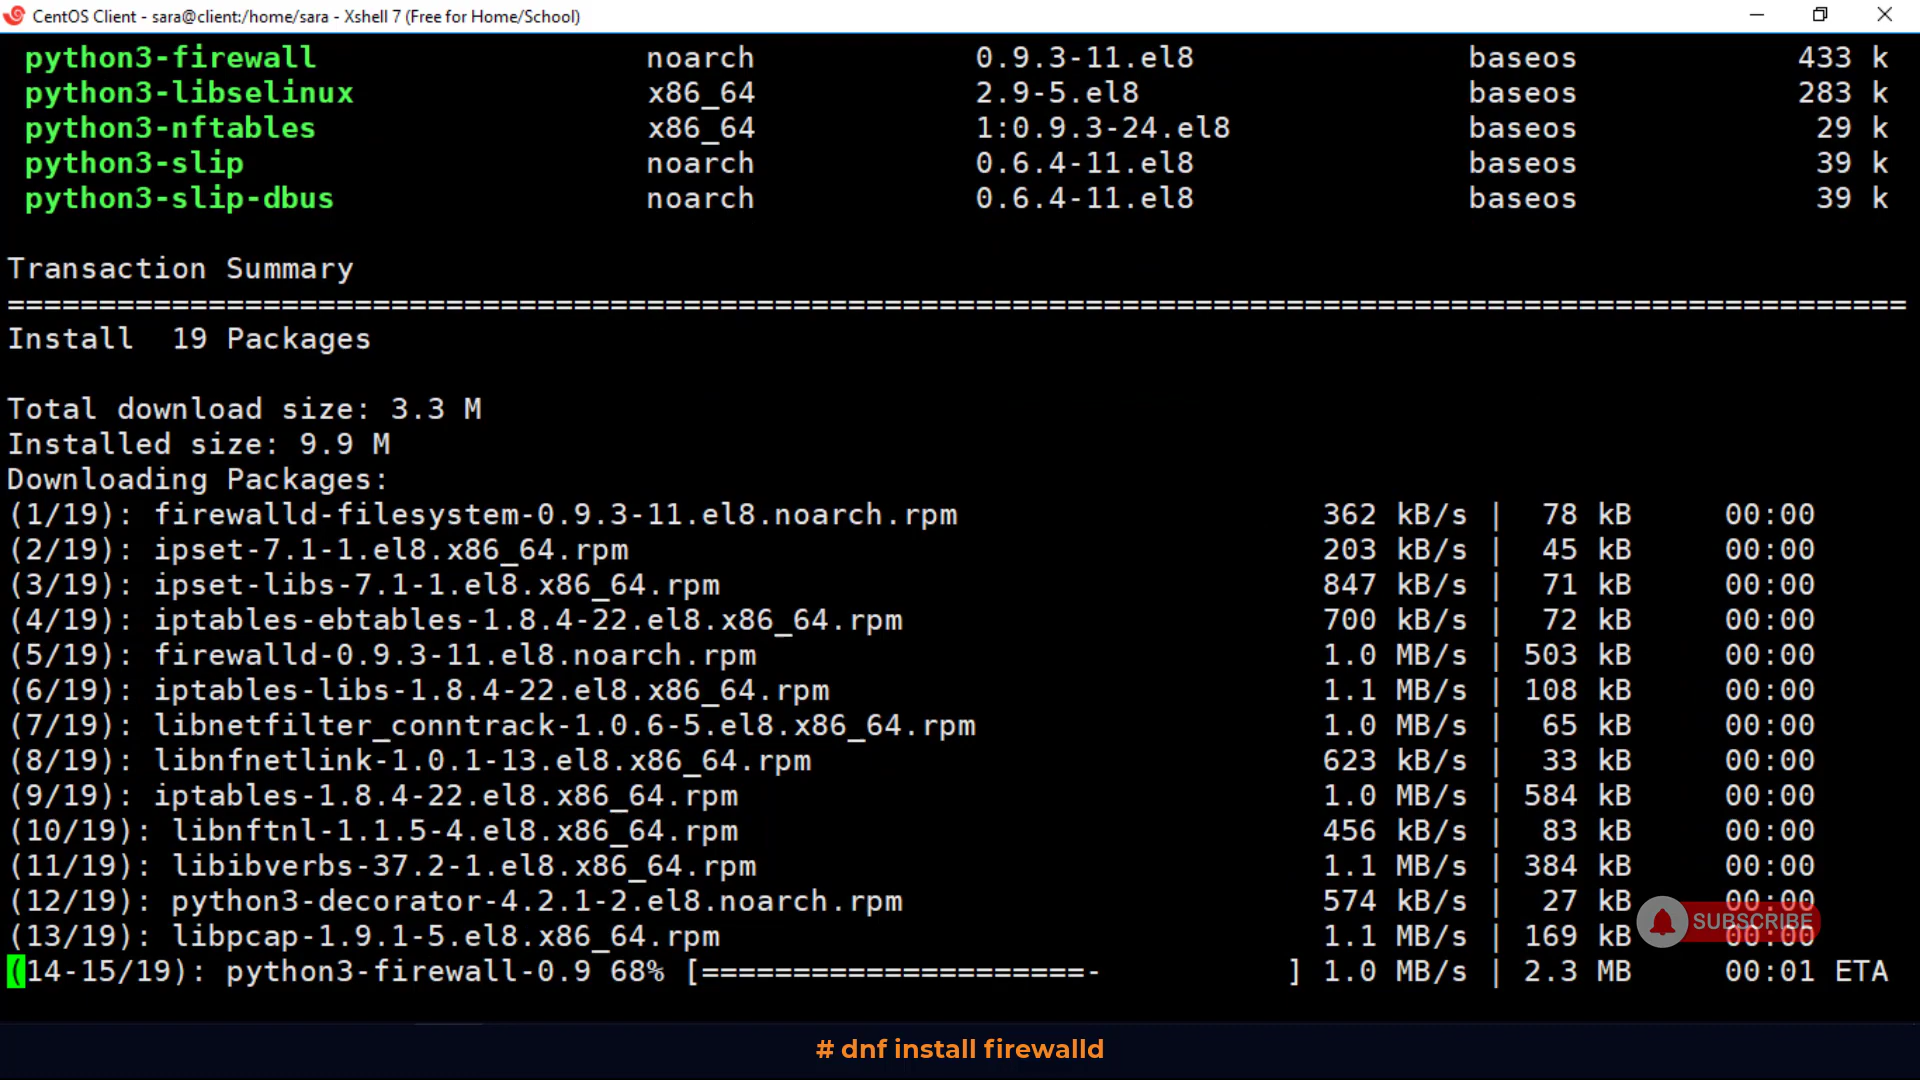 CentOS Client - sara@client:/home/sara - Xshell 7 (Free for Home/School)
python3-firewall noarch 0.9.3-11.el8 baseos 433 k
python3-libselinux x86_64 2.9-5.el8 baseos 283 k
python3-nftables x86_64 1:0.9.3-24.el8 baseos 29 k
python3-slip noarch 0.6.4-11.el8 baseos 39 k
python3-slip-dbus noarch 0.6.4-11.el8 baseos 39 k
Transaction Summary
========================================================================================================
Install 19 Packages
Total download size: 3.3 M
Installed size: 9.9 M
Downloading Packages:
(1/19): firewalld-filesystem-0.9.3-11.el8.noarch.rpm 362 kB/s | 78 kB 00:00
(2/19): ipset-7.1-1.el8.x86_64.rpm 203 kB/s | 45 kB 00:00
(3/19): ipset-libs-7.1-1.el8.x86_64.rpm 847 kB/s | 71 kB 00:00
(4/19): iptables-ebtables-1.8.4-22.el8.x86_64.rpm 700 kB/s | 72 kB 00:00
(5/19): firewalld-0.9.3-11.el8.noarch.rpm 1.0 MB/s | 503 kB 00:00
(6/19): iptables-libs-1.8.4-22.el8.x86_64.rpm 1.1 MB/s | 108 kB 00:00
(7/19): libnetfilter_conntrack-1.0.6-5.el8.x86_64.rpm 1.0 MB/s | 65 kB 00:00
(8/19): libnfnetlink-1.0.1-13.el8.x86_64.rpm 623 kB/s | 33 kB 00:00
(9/19): iptables-1.8.4-22.el8.x86_64.rpm 1.0 MB/s | 584 kB 00:00
(10/19): libnftnl-1.1.5-4.el8.x86_64.rpm 456 kB/s | 83 kB 00:00
(11/19): libibverbs-37.2-1.el8.x86_64.rpm 1.1 MB/s | 384 kB 00:00
(12/19): python3-decorator-4.2.1-2.el8.noarch.rpm 574 kB/s | 27 kB 00:00
SUBSCRIBE
(13/19): libpcap-1.9.1-5.el8.x86_64.rpm 1.1 MB/s | 169 kB 00:00
(14-15/19): python3-firewall-0.9 68% [=====================- ] 1.0 MB/s | 2.3 MB 00:01 ETA
# dnf install firewalld